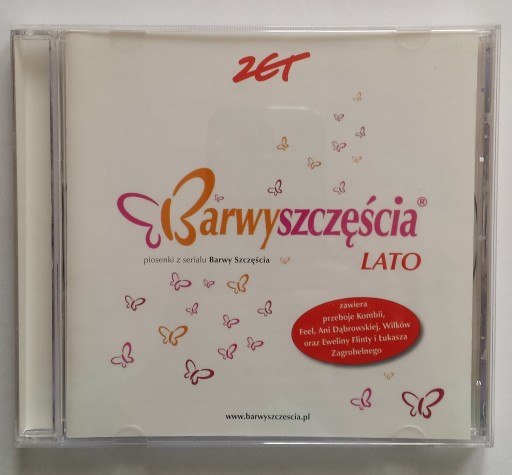 ZET
Barwyszczęścia®
piosenki z serialu Barwy Szczęścia
LATO
zawiera
przeboje Kombii,
Feel, Ani Dąbrowskiej, Wilków
oraz Eweliny Flinty i Łukasza
Zagrobelnego
www.barwyszczescia.pl